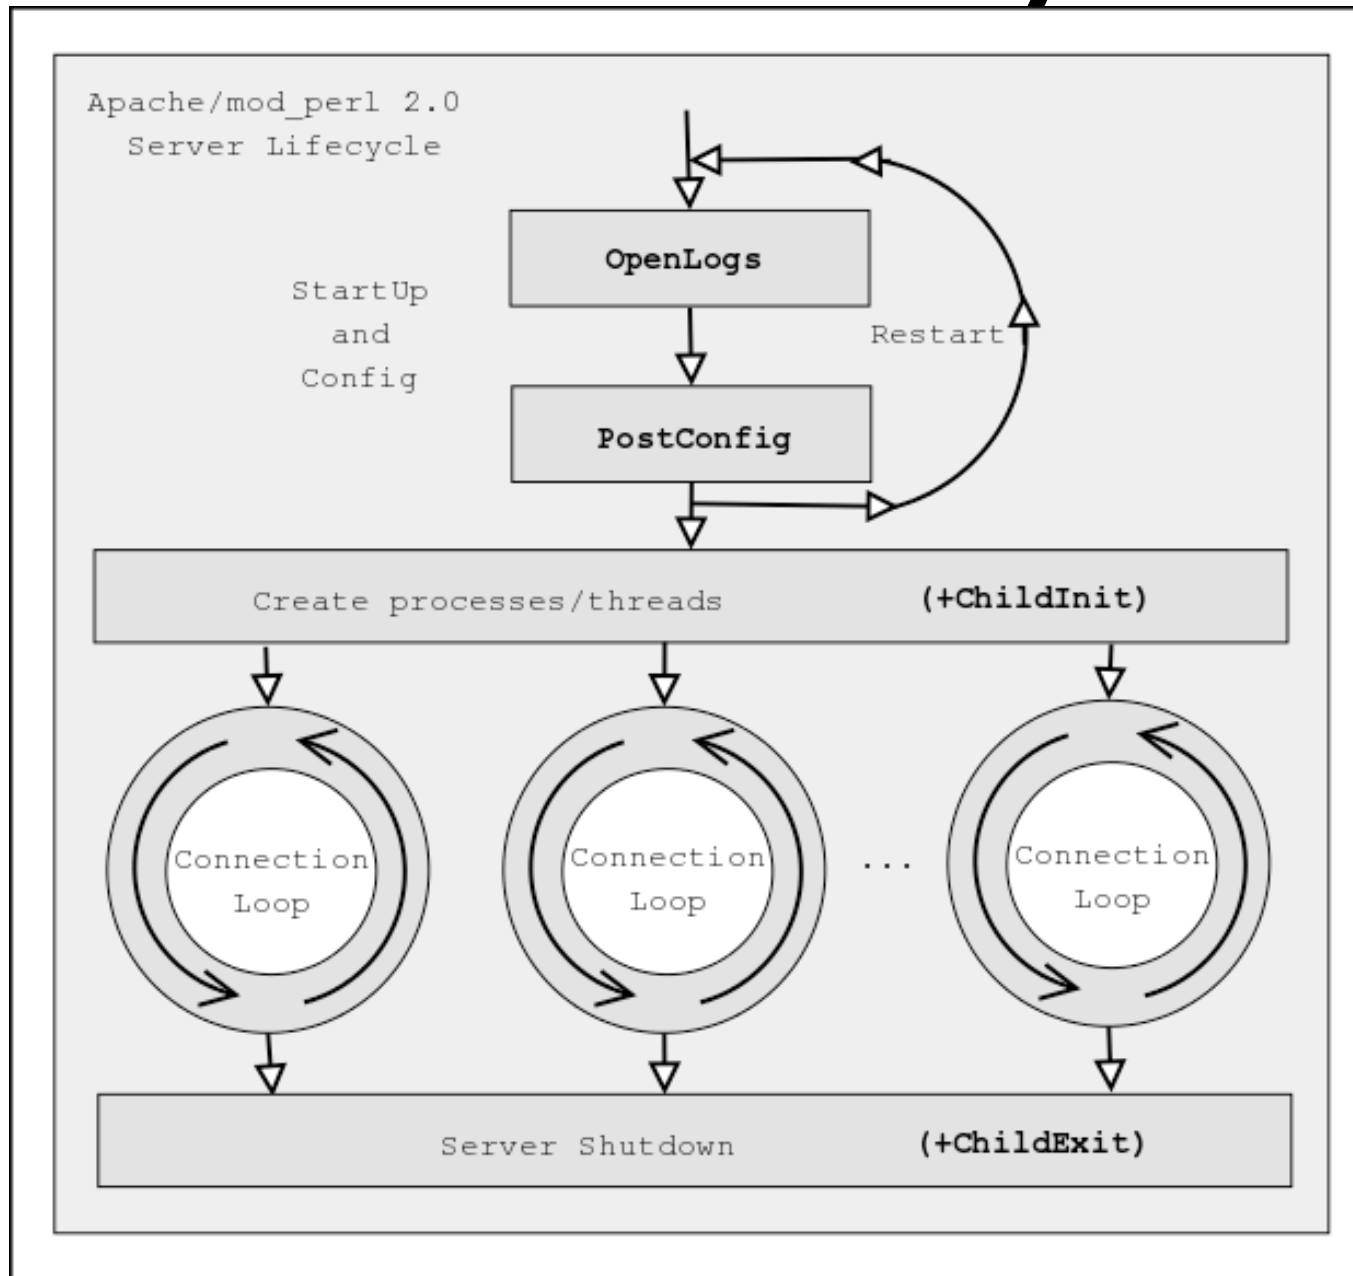 Apache/mod_perl 2.0
Server Lifecycle
OpenLogs
StartUp
and
Config
Restart
PostConfig
Create processes/threads (+ChildInit)
Connection
Loop
Connection
Loop
...
Connection
Loop
Server Shutdown (+ChildExit)